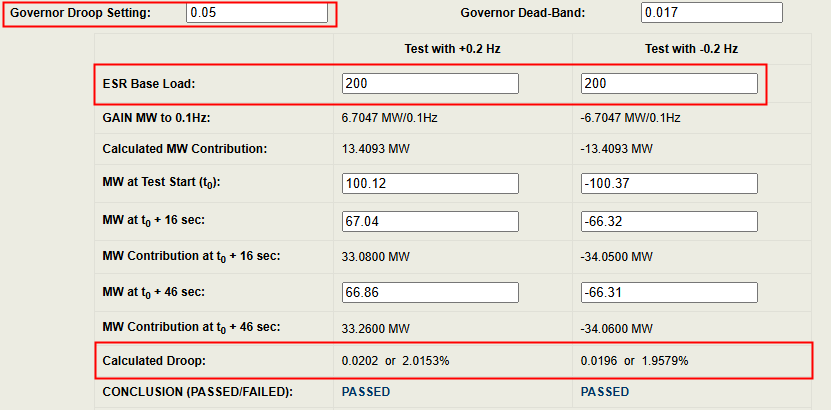 Governor Droop Setting: 0.05 Governor Dead-Band: 0.017
Test with +0.2 Hz Test with -0.2 Hz
ESR Base Load: 200 200
GAIN MW to 0.1Hz: 6.7047 MW/0.1Hz -6.7047 MW/0.1Hz
Calculated MW Contribution: 13.4093 MW -13.4093 MW
MW at Test Start (t0): 100.12 -100.37
MW at t0 + 16 sec: 67.04 -66.32
MW Contribution at t0 + 16 sec: 33.0800 MW -34.0500 MW
MW at t0 + 46 sec: 66.86 -66.31
MW Contribution at t0 + 46 sec: 33.2600 MW -34.0600 MW
Calculated Droop: 0.0202 or 2.0153% 0.0196 or 1.9579%
CONCLUSION (PASSED/FAILED): PASSED PASSED